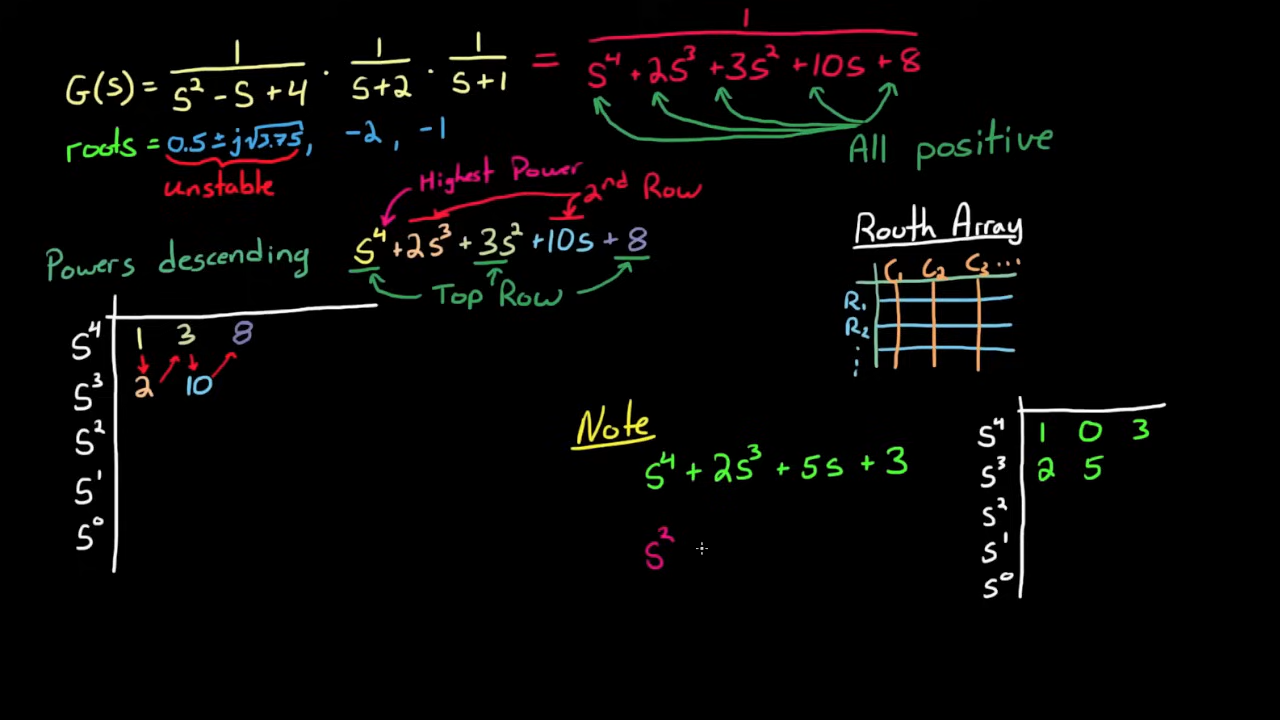 G(s) = 1/(s² - s + 4) · 1/(s+2) · 1/(s+1) = 1/(s⁴ + 2s³ + 3s² + 10s + 8)
roots = 0.5 ± j√3.75, -2, -1
unstable
All positive
Highest Power
2nd Row
s⁴ + 2s³ + 3s² + 10s + 8
Top Row
Powers descending
s⁴ 1 3 8
s³ 2 10
s²
s¹
s⁰
Routh Array
C₁ C₂ C₃ ...
R₁
R₂
⋮
Note
s⁴ + 2s³ + 5s + 3
s²
s⁴ 1 0 3
s³ 2 5
s²
s¹
s⁰